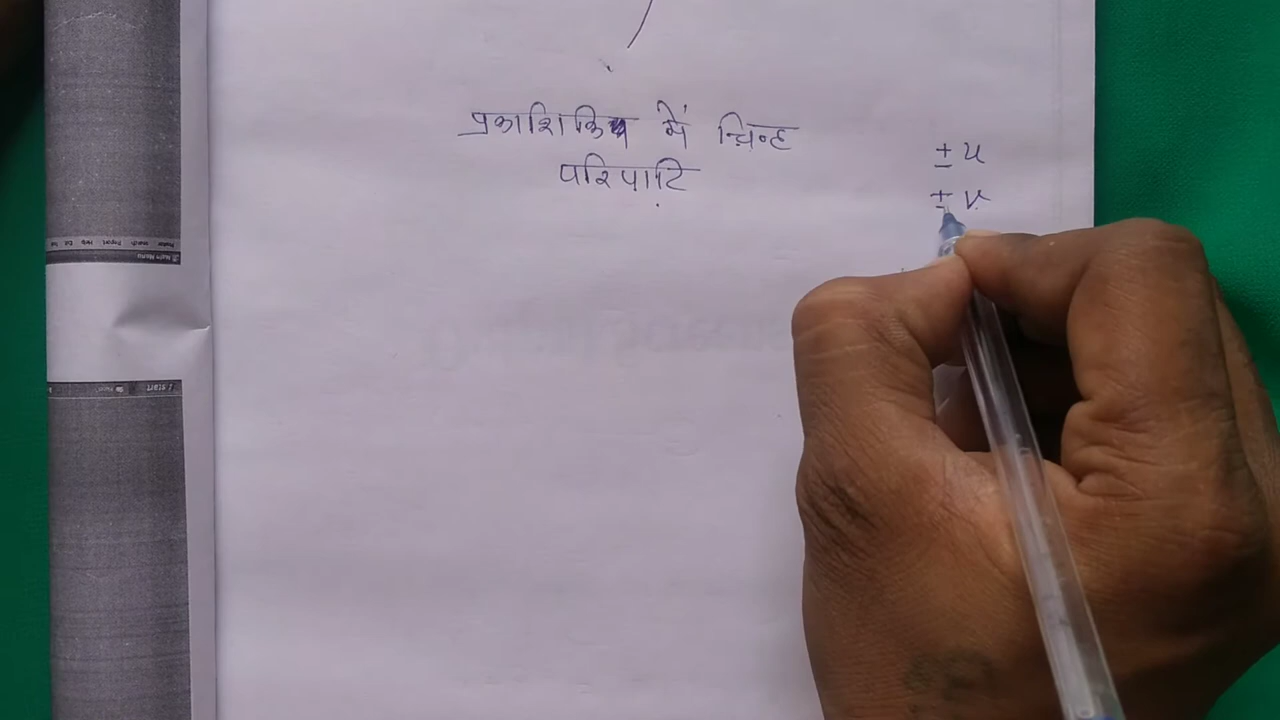 प्रकाशिकि में चिन्ह
परिपाटि
± u
± v